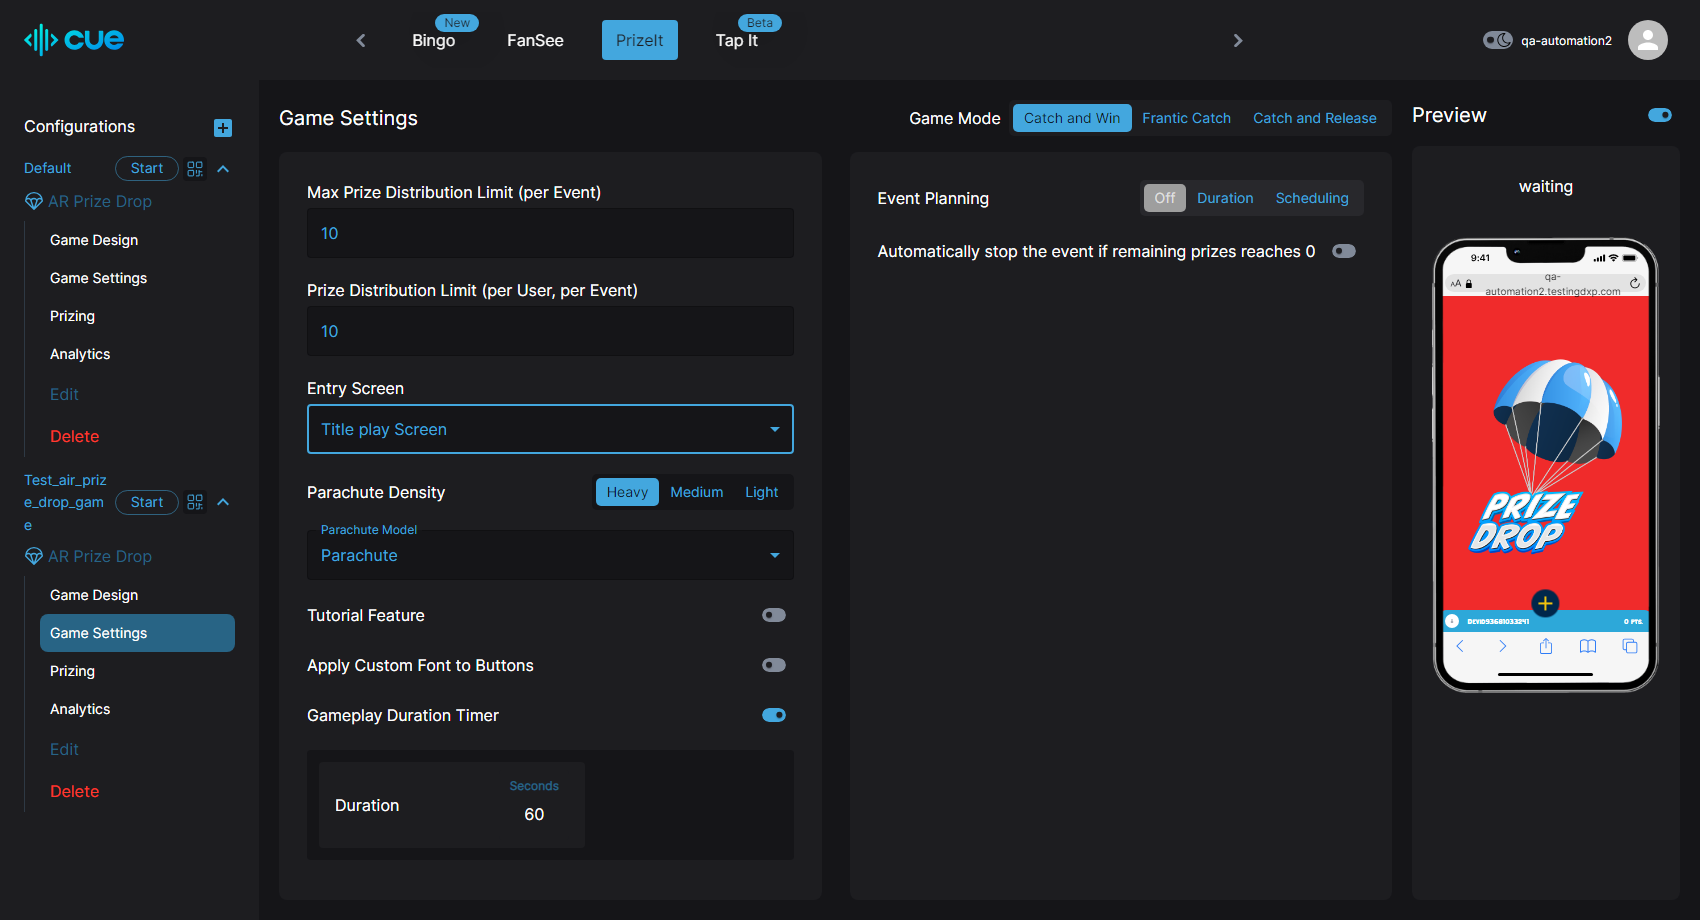 cue
New
Bingo
FanSee
PrizeIt
Beta
Tap It
qa-automation2
Configurations
Default
Start
AR Prize Drop
Game Design
Game Settings
Prizing
Analytics
Edit
Delete
Test_air_priz
e_drop_gam
e
Start
AR Prize Drop
Game Design
Game Settings
Prizing
Analytics
Edit
Delete
Game Settings
Game Mode
Catch and Win
Frantic Catch
Catch and Release
Max Prize Distribution Limit (per Event)
10
Prize Distribution Limit (per User, per Event)
10
Entry Screen
Title play Screen
Parachute Density
Heavy
Medium
Light
Parachute Model
Parachute
Tutorial Feature
Apply Custom Font to Buttons
Gameplay Duration Timer
Duration
Seconds
60
Event Planning
Off
Duration
Scheduling
Automatically stop the event if remaining prizes reaches 0
Preview
waiting
9:41
AA
qa-
automation2.testingdxp.com
PRIZE
DROP
0 PTS.